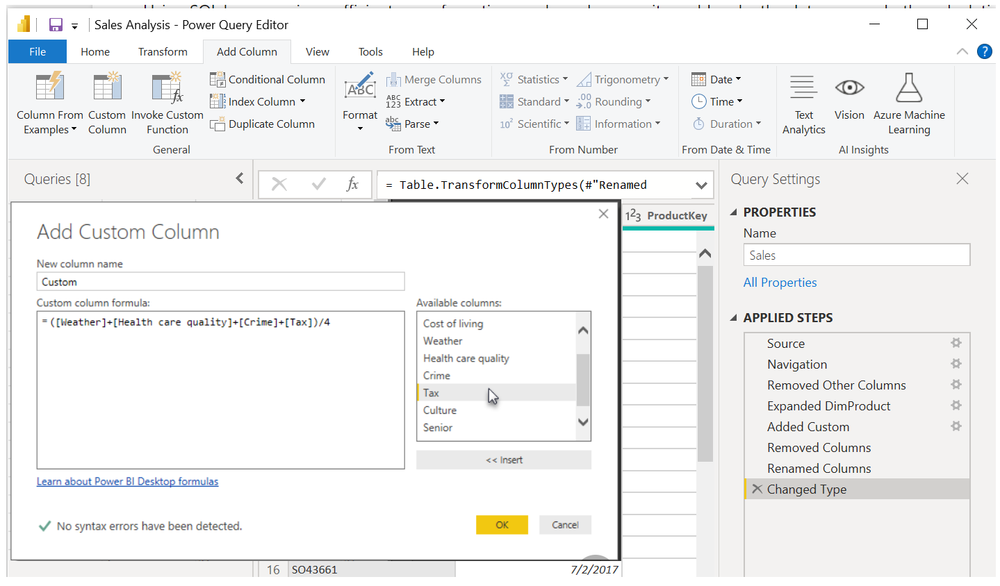 Sales Analysis - Power Query Editor
File Home Transform Add Column View Tools Help
Column From Examples
Custom Column
Invoke Custom Function
Conditional Column
Index Column
Duplicate Column
General
Format
Merge Columns
ABC 123 Extract
abc Parse
From Text
Statistics
Standard
10² Scientific
Trigonometry
.00 →.0 Rounding
Information
From Number
Date
Time
Duration
From Date & Time
Text Analytics
Vision
Azure Machine Learning
AI Insights
Queries [8]
fx = Table.TransformColumnTypes(#"Renamed
Add Custom Column
New column name
Custom
Custom column formula:
=([Weather]+[Health care quality]+[Crime]+[Tax])/4
Available columns:
Cost of living
Weather
Health care quality
Crime
Tax
Culture
Senior
<< Insert
Learn about Power BI Desktop formulas
No syntax errors have been detected.
OK Cancel
123 ProductKey
16 SO43661 7/2/2017
Query Settings
PROPERTIES
Name
Sales
All Properties
APPLIED STEPS
Source
Navigation
Removed Other Columns
Expanded DimProduct
Added Custom
Removed Columns
Renamed Columns
Changed Type